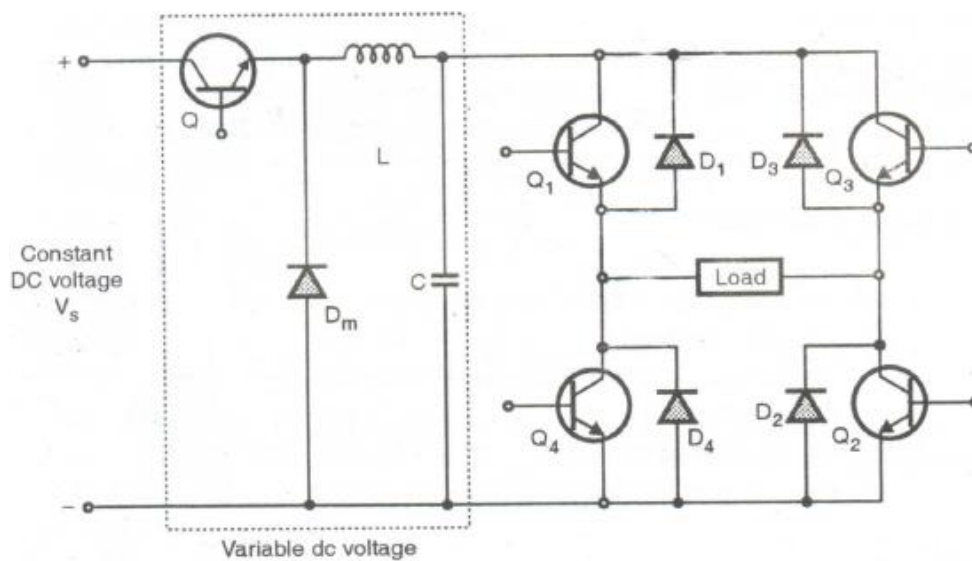 +
Q
L
D₁
D₃
Q₁
Q₃
Constant
DC voltage
Vₛ
C
Load
Dₘ
D₂
Q₄
D₄
Q₂
−
Variable dc voltage